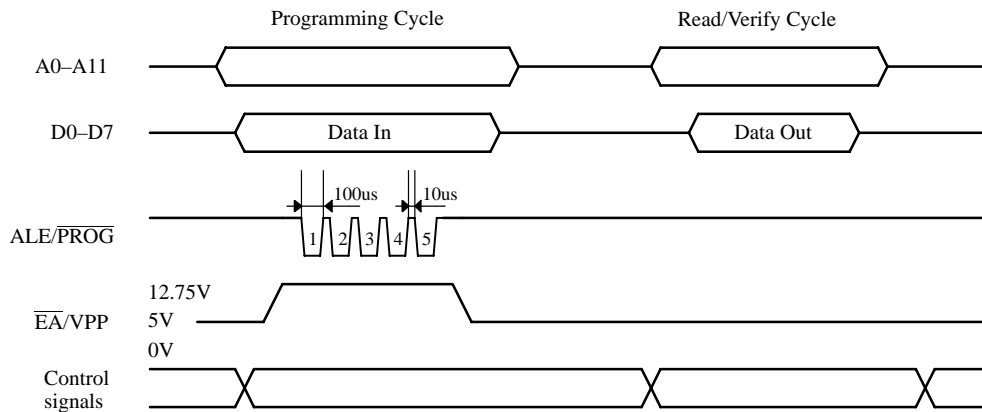 Programming Cycle Read/Verify Cycle
A0–A11
D0–D7 Data In Data Out
100us 10us
ALE/PROG 1 2 3 4 5
12.75V
EA/VPP 5V
0V
Control
signals